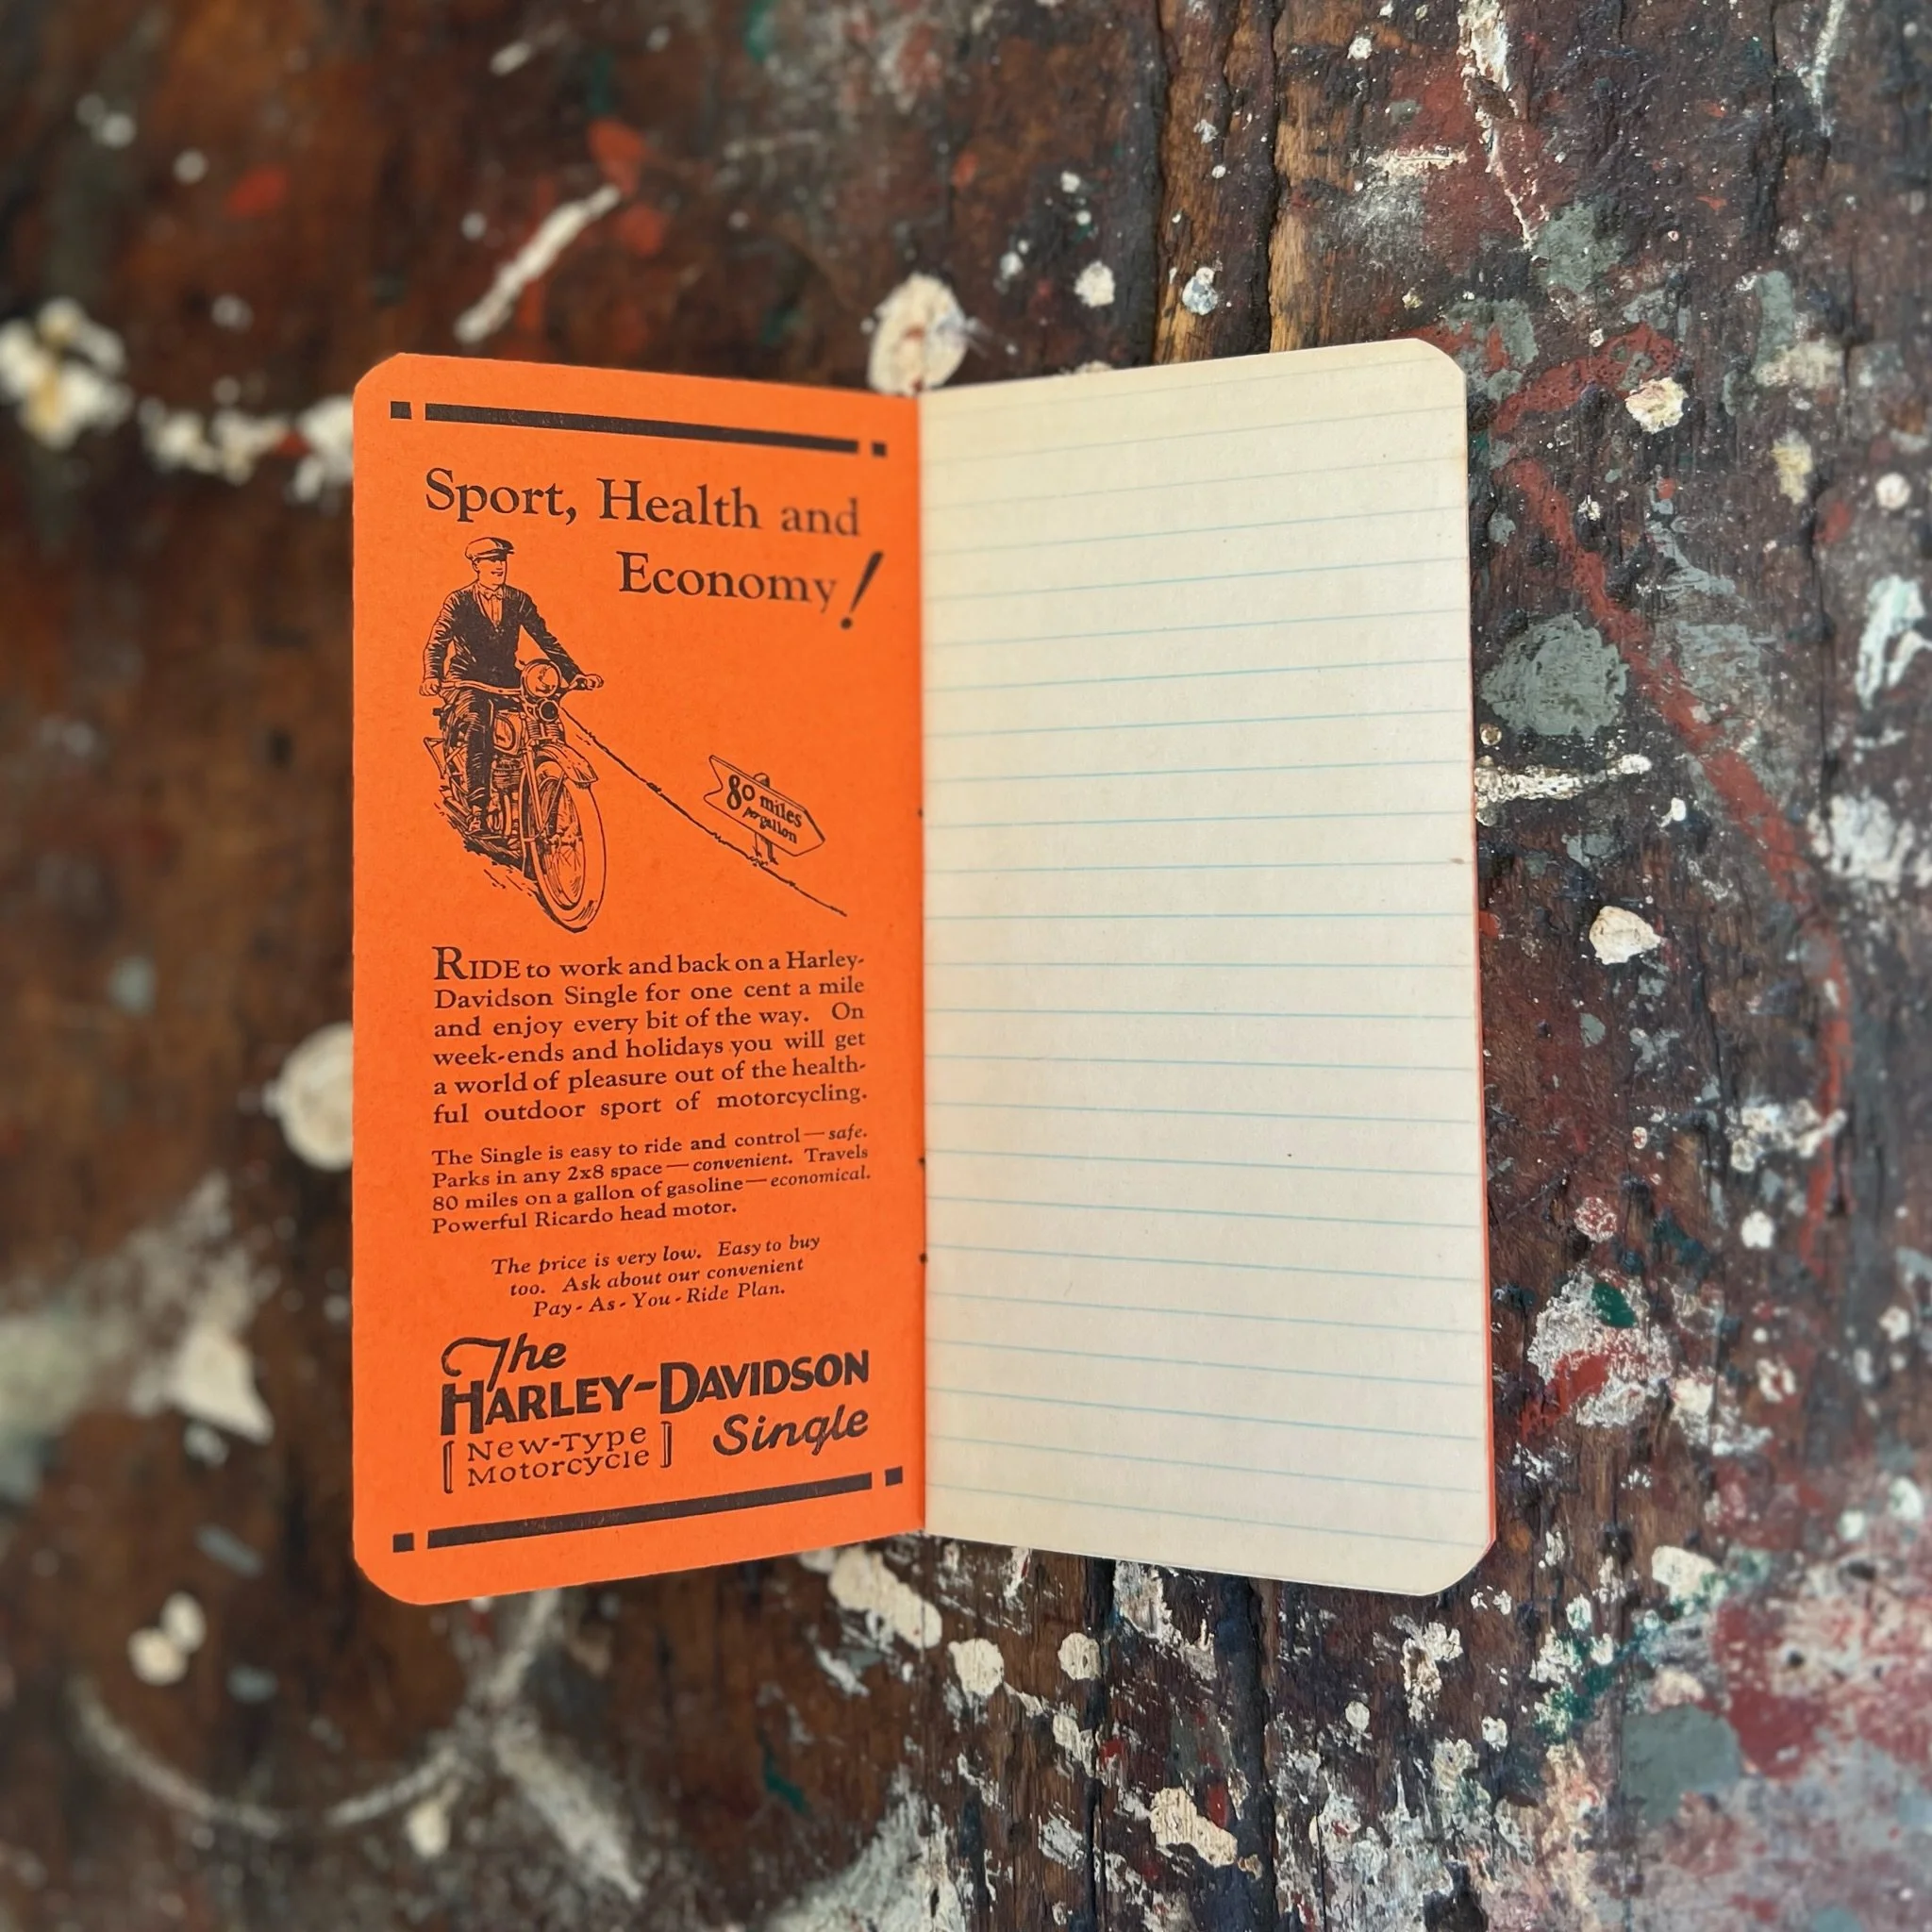 Sport, Health and
Economy!
80 miles
per gallon
RIDE to work and back on a Harley-
Davidson Single for one cent a mile
and enjoy every bit of the way. On
week-ends and holidays you will get
a world of pleasure out of the health-
ful outdoor sport of motorcycling.
The Single is easy to ride and control — safe.
Parks in any 2x8 space — convenient. Travels
80 miles on a gallon of gasoline — economical.
Powerful Ricardo head motor.
The price is very low. Easy to buy
too. Ask about our convenient
Pay-As-You-Ride Plan.
The
HARLEY-DAVIDSON
[New-Type
Motorcycle] Single